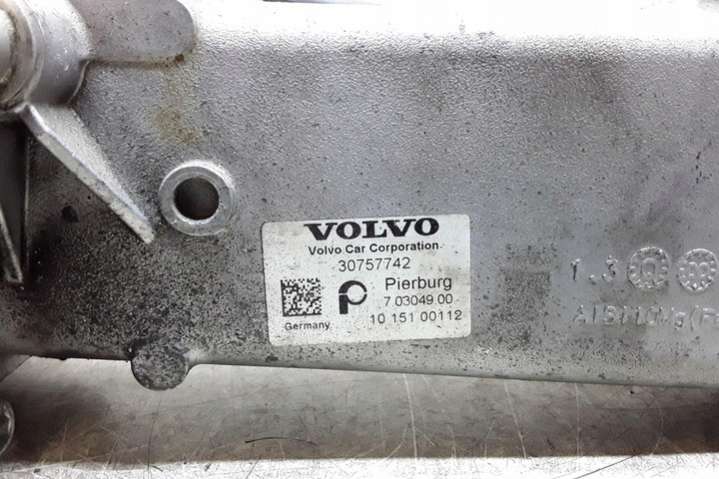 VOLVO
Volvo Car Corporation
30757742
Pierburg
7.03049.00
Germany
10 151 00112
1.3